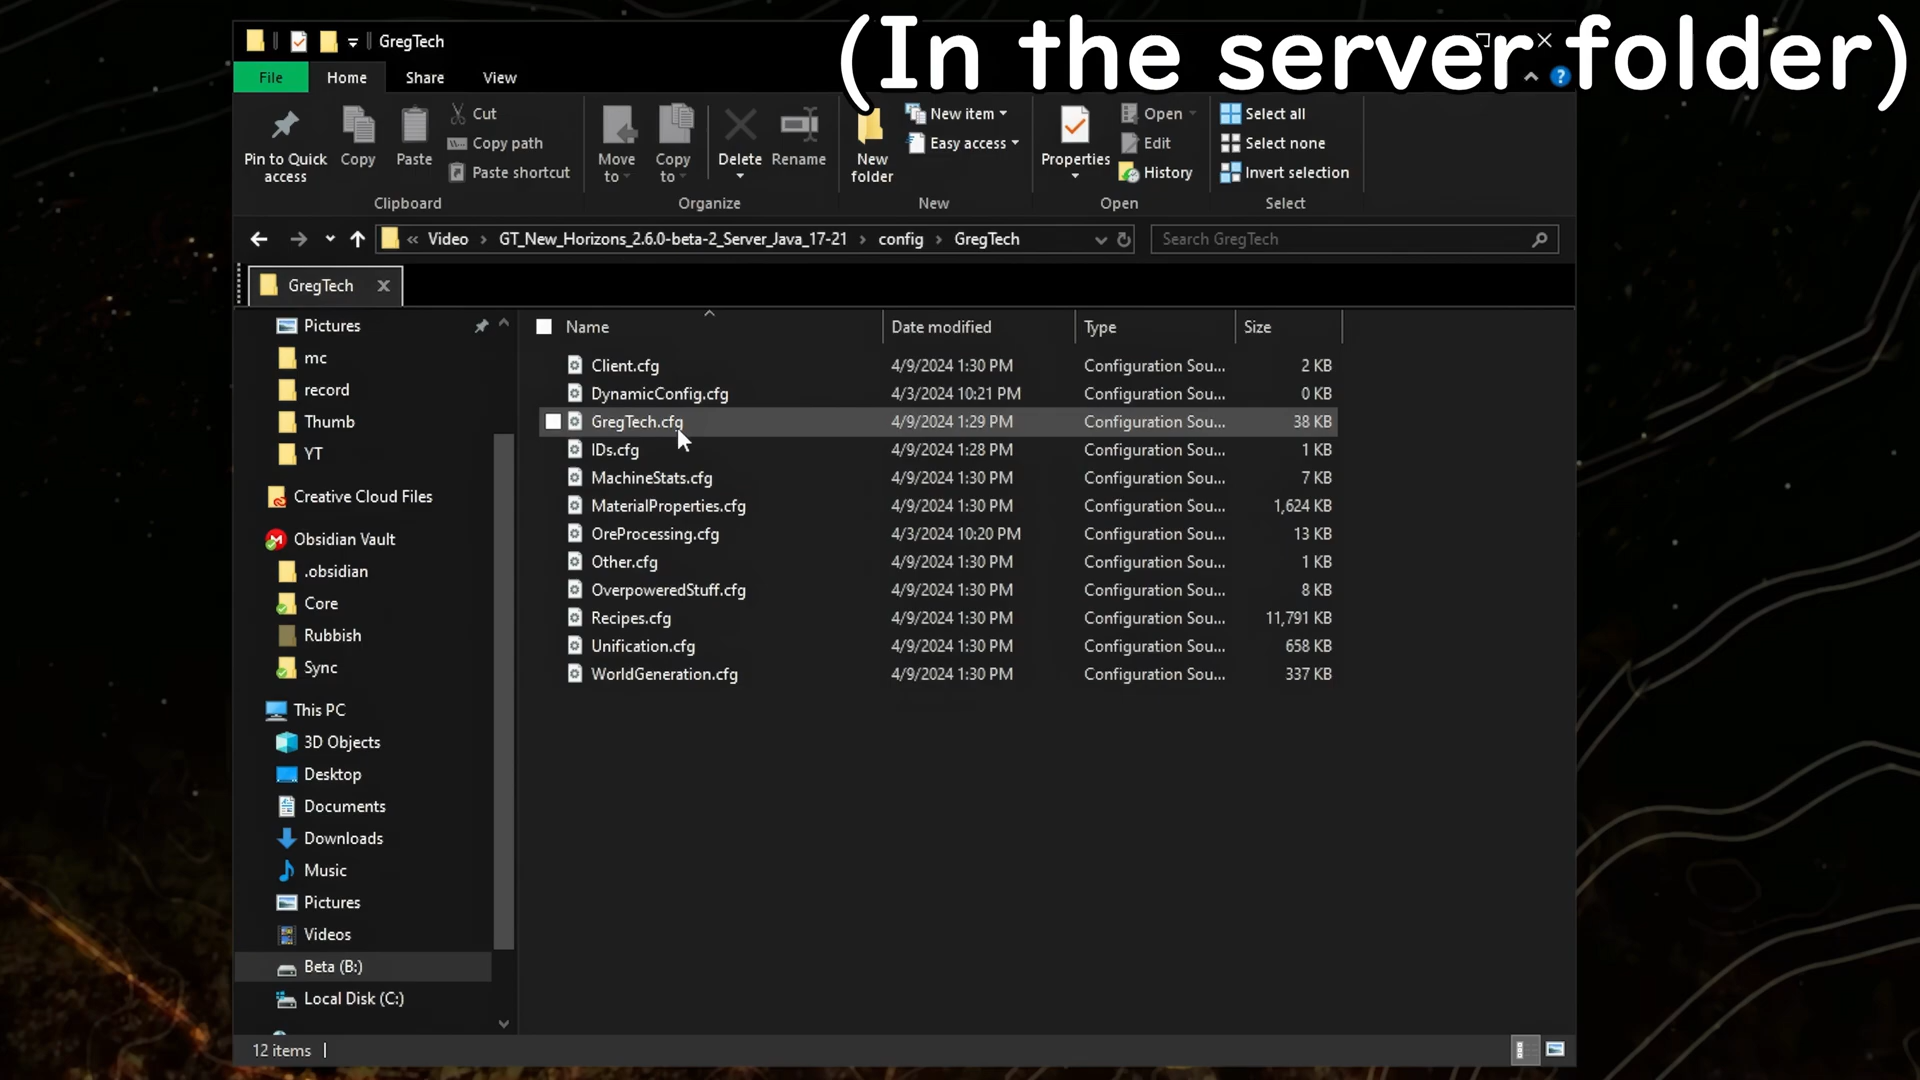 (In the server folder)
GregTech
File Home Share View
Pin to Quick access
Copy
Paste
Cut
Copy path
Paste shortcut
Clipboard
Move to
Copy to
Delete
Rename
Organize
New folder
New item
Easy access
New
Properties
Open
Edit
History
Open
Select all
Select none
Invert selection
Select
« Video > GT_New_Horizons_2.6.0-beta-2_Server_Java_17-21 > config > GregTech
Search GregTech
GregTech
Pictures
mc
record
Thumb
YT
Creative Cloud Files
Obsidian Vault
.obsidian
Core
Rubbish
Sync
This PC
3D Objects
Desktop
Documents
Downloads
Music
Pictures
Videos
Beta (B:)
Local Disk (C:)
Name Date modified Type Size
Client.cfg 4/9/2024 1:30 PM Configuration Sou... 2 KB
DynamicConfig.cfg 4/3/2024 10:21 PM Configuration Sou... 0 KB
GregTech.cfg 4/9/2024 1:29 PM Configuration Sou... 38 KB
IDs.cfg 4/9/2024 1:28 PM Configuration Sou... 1 KB
MachineStats.cfg 4/9/2024 1:30 PM Configuration Sou... 7 KB
MaterialProperties.cfg 4/9/2024 1:30 PM Configuration Sou... 1,624 KB
OreProcessing.cfg 4/3/2024 10:20 PM Configuration Sou... 13 KB
Other.cfg 4/9/2024 1:30 PM Configuration Sou... 1 KB
OverpoweredStuff.cfg 4/9/2024 1:30 PM Configuration Sou... 8 KB
Recipes.cfg 4/9/2024 1:30 PM Configuration Sou... 11,791 KB
Unification.cfg 4/9/2024 1:30 PM Configuration Sou... 658 KB
WorldGeneration.cfg 4/9/2024 1:30 PM Configuration Sou... 337 KB
12 items